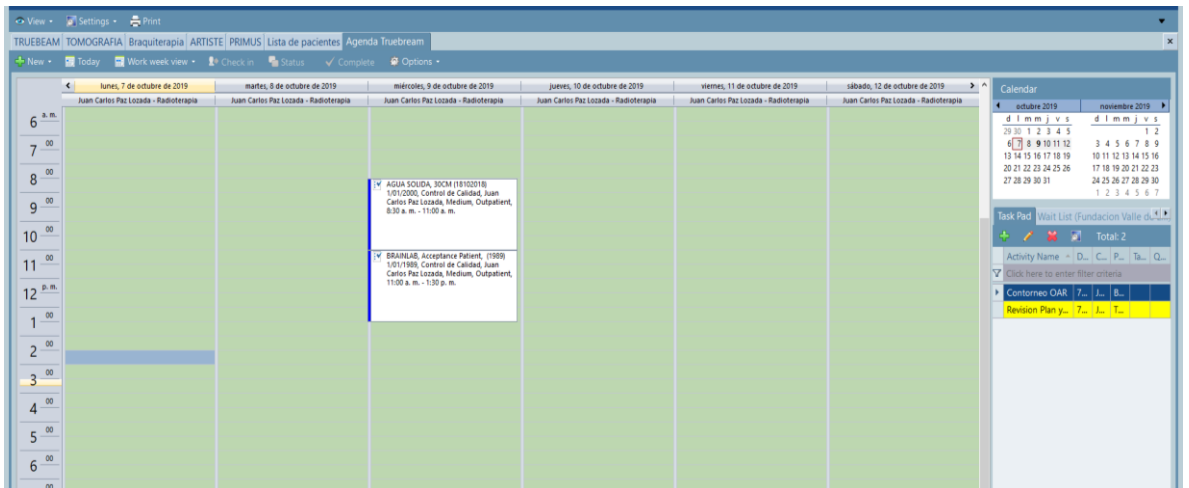 View Settings Print
TRUEBEAM TOMOGRAFIA Braquiterapia ARTISTE PRIMUS Lista de pacientes Agenda Truebream
New Today Work week view Check in Status Complete Options
lunes, 7 de octubre de 2019 martes, 8 de octubre de 2019 miércoles, 9 de octubre de 2019 jueves, 10 de octubre de 2019 viernes, 11 de octubre de 2019 sábado, 12 de octubre de 2019
Juan Carlos Paz Lozada - Radioterapia Juan Carlos Paz Lozada - Radioterapia Juan Carlos Paz Lozada - Radioterapia Juan Carlos Paz Lozada - Radioterapia Juan Carlos Paz Lozada - Radioterapia Juan Carlos Paz Lozada - Radioterapia
6 a. m.
7 00
8 00
9 00
10 00
11 00
12 p. m.
1 00
2 00
3 00
4 00
5 00
6 00
00
AGUA SOLIDA, 30CM (18102018)
1/01/2000, Control de Calidad, Juan
Carlos Paz Lozada, Medium, Outpatient,
8:30 a. m. - 11:00 a. m.
BRAINLAB, Acceptance Patient, (1989)
1/01/1989, Control de Calidad, Juan
Carlos Paz Lozada, Medium, Outpatient,
11:00 a. m. - 1:30 p. m.
Calendar
octubre 2019 noviembre 2019
d l m m j v s d l m m j v s
29 30 1 2 3 4 5 1 2
6 7 8 9 10 11 12 3 4 5 6 7 8 9
13 14 15 16 17 18 19 10 11 12 13 14 15 16
20 21 22 23 24 25 26 17 18 19 20 21 22 23
27 28 29 30 31 24 25 26 27 28 29 30
1 2 3 4 5 6 7
Task Pad Wait List (Fundacion Valle
Total: 2
Activity Name D... C... P... Ta... Q...
Click here to enter filter criteria
Contorneo OAR 7... J... B...
Revision Plan y... 7... J... T...